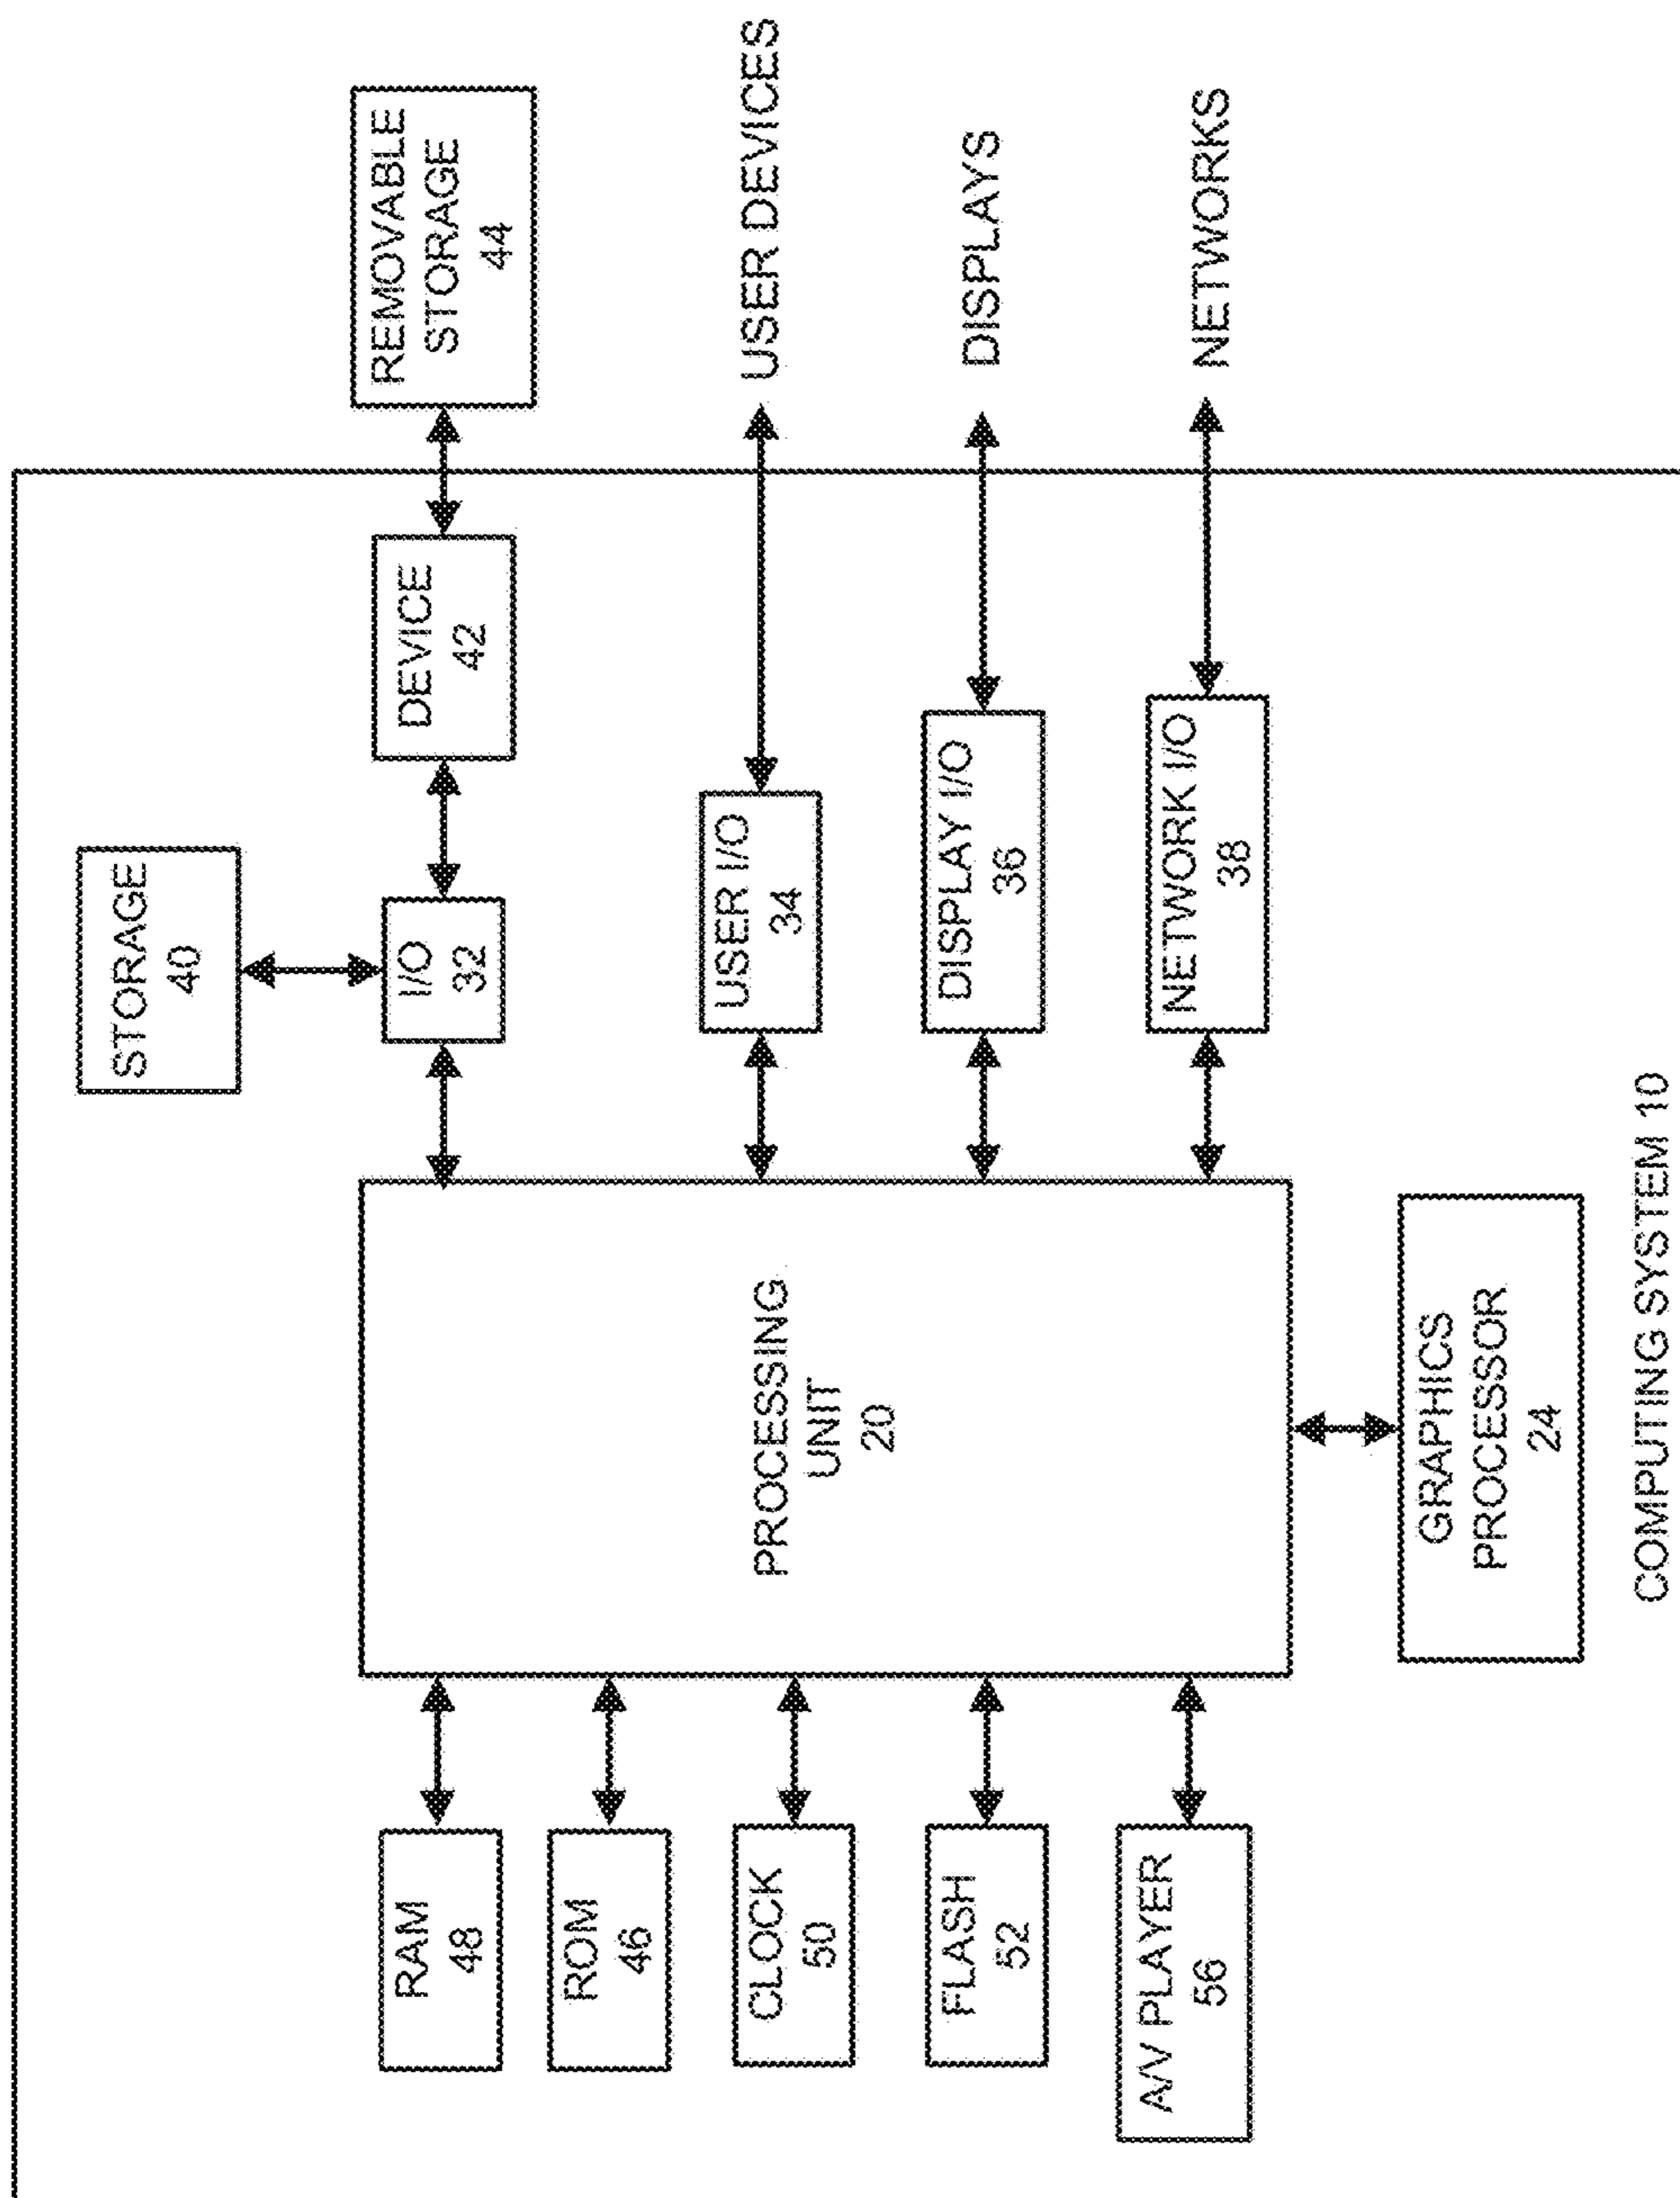 STORAGE
40
REMOVABLE
STORAGE
44
RAM
48
I/O
32
DEVICE
42
ROM
46
PROCESSING
UNIT
20
CLOCK
50
USER I/O
34
USER DEVICES
FLASH
52
DISPLAY I/O
36
DISPLAYS
A/V PLAYER
56
NETWORK I/O
38
NETWORKS
GRAPHICS
PROCESSOR
24
COMPUTING SYSTEM 10